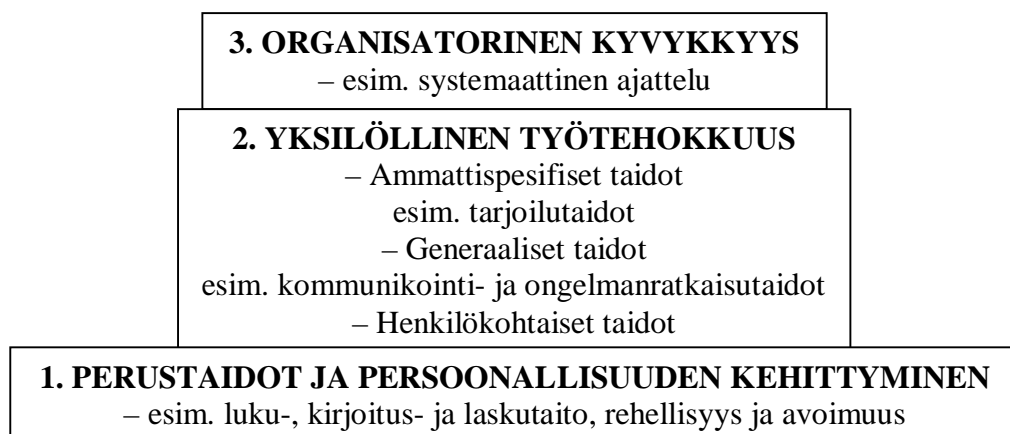 3. ORGANISATORINEN KYVYKKYYS
– esim. systemaattinen ajattelu
2. YKSILÖLLINEN TYÖTEHOKKUUS
– Ammattispesifiset taidot
esim. tarjoilutaidot
– Generaaliset taidot
esim. kommunikointi- ja ongelmanratkaisutaidot
– Henkilökohtaiset taidot
1. PERUSTAIDOT JA PERSOONALLISUUDEN KEHITTYMINEN
– esim. luku-, kirjoitus- ja laskutaito, rehellisyys ja avoimuus